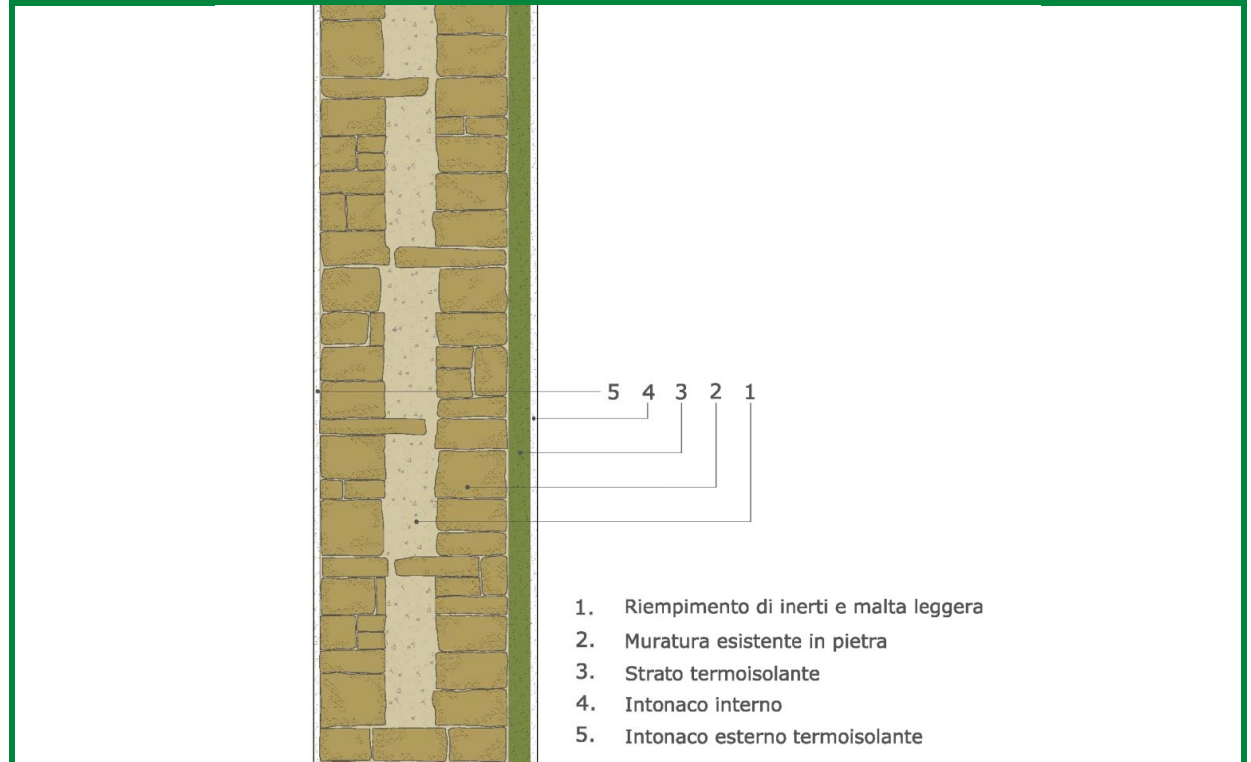 5 4 3 2 1
1. Riempimento di inerti e malta leggera
2. Muratura esistente in pietra
3. Strato termoisolante
4. Intonaco interno
5. Intonaco esterno termoisolante